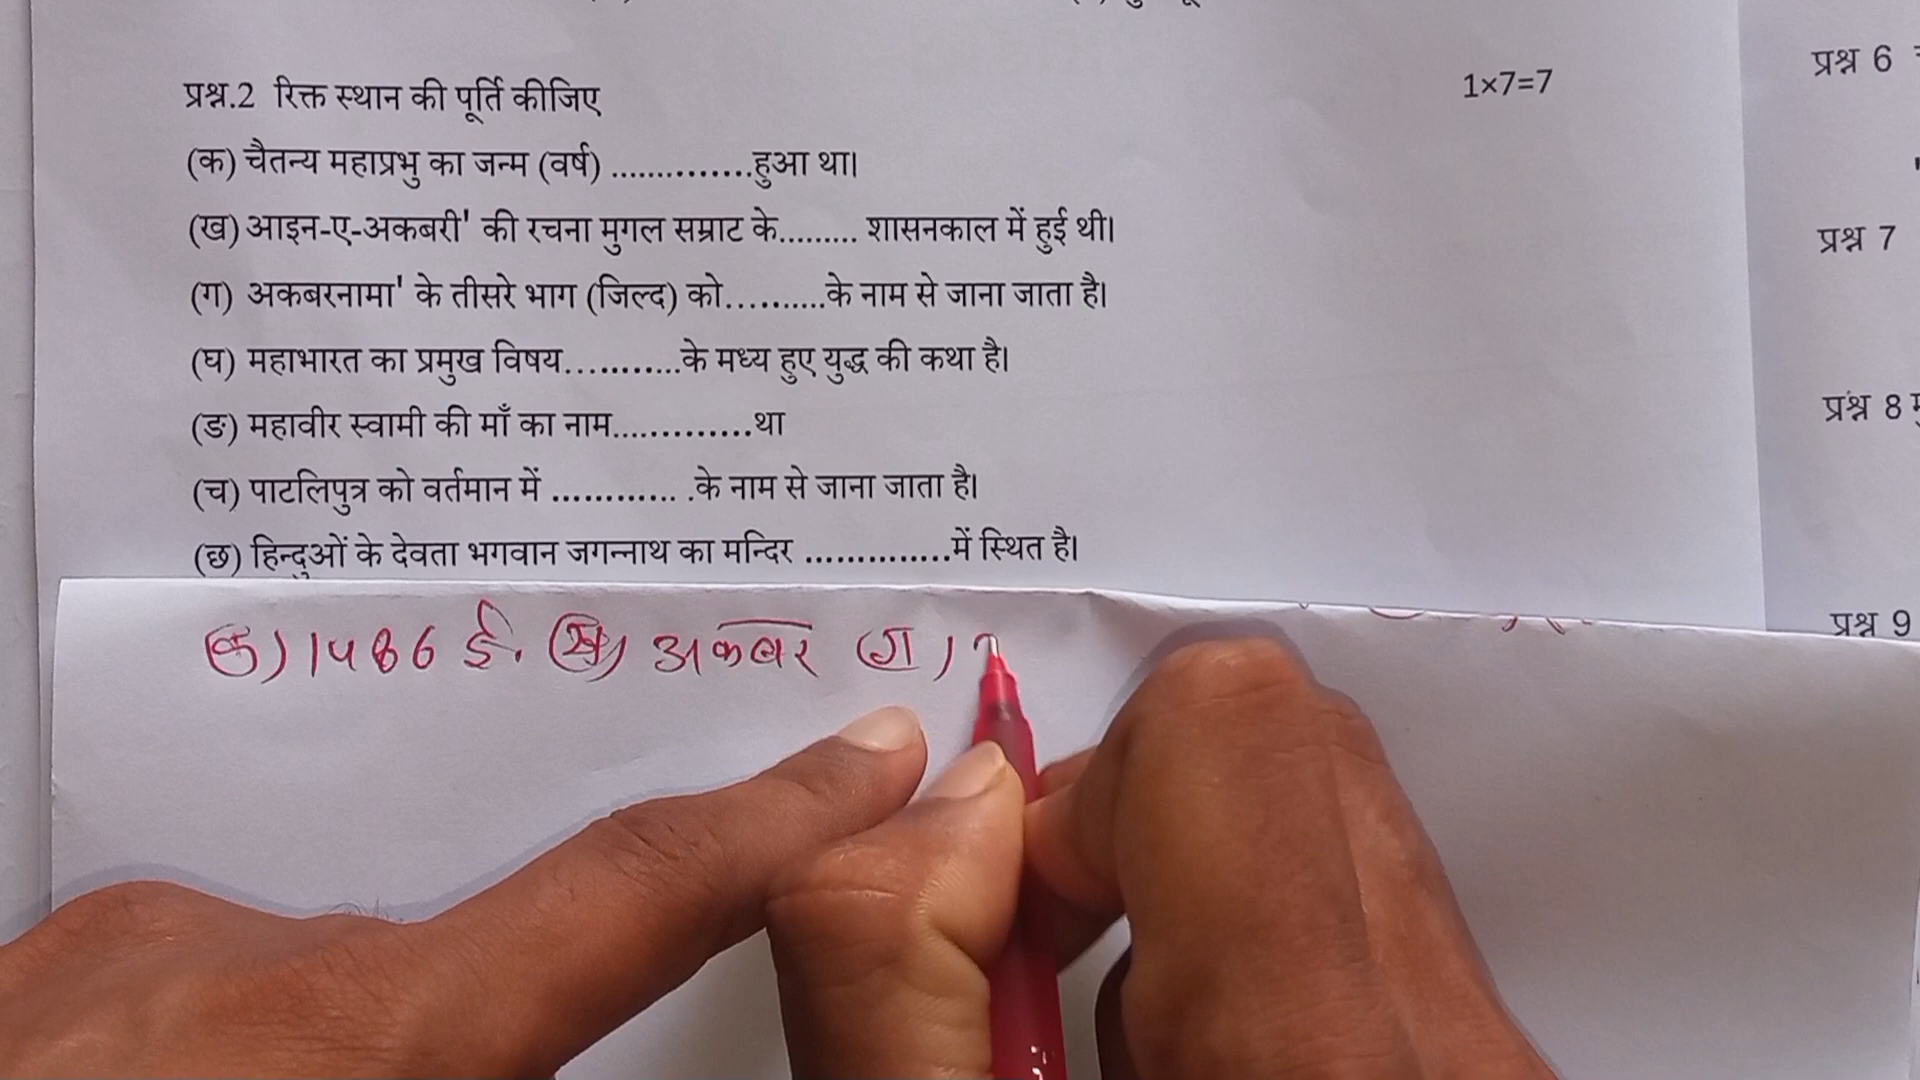 प्रश्न.2 रिक्त स्थान की पूर्ति कीजिए 1×7=7
(क) चैतन्य महाप्रभु का जन्म (वर्ष) ..............हुआ था।
(ख) आइन-ए-अकबरी' की रचना मुगल सम्राट के......... शासनकाल में हुई थी।
(ग) अकबरनामा' के तीसरे भाग (जिल्द) को...........के नाम से जाना जाता है।
(घ) महाभारत का प्रमुख विषय............के मध्य हुए युद्ध की कथा है।
(ङ) महावीर स्वामी की माँ का नाम..............था
(च) पाटलिपुत्र को वर्तमान में ............. .के नाम से जाना जाता है।
(छ) हिन्दुओं के देवता भगवान जगन्नाथ का मन्दिर ..............में स्थित है।
(क) 1486 ई. (ख) अकबर (ग)
प्रश्न 6
प्रश्न 7
प्रश्न 8
प्रश्न 9